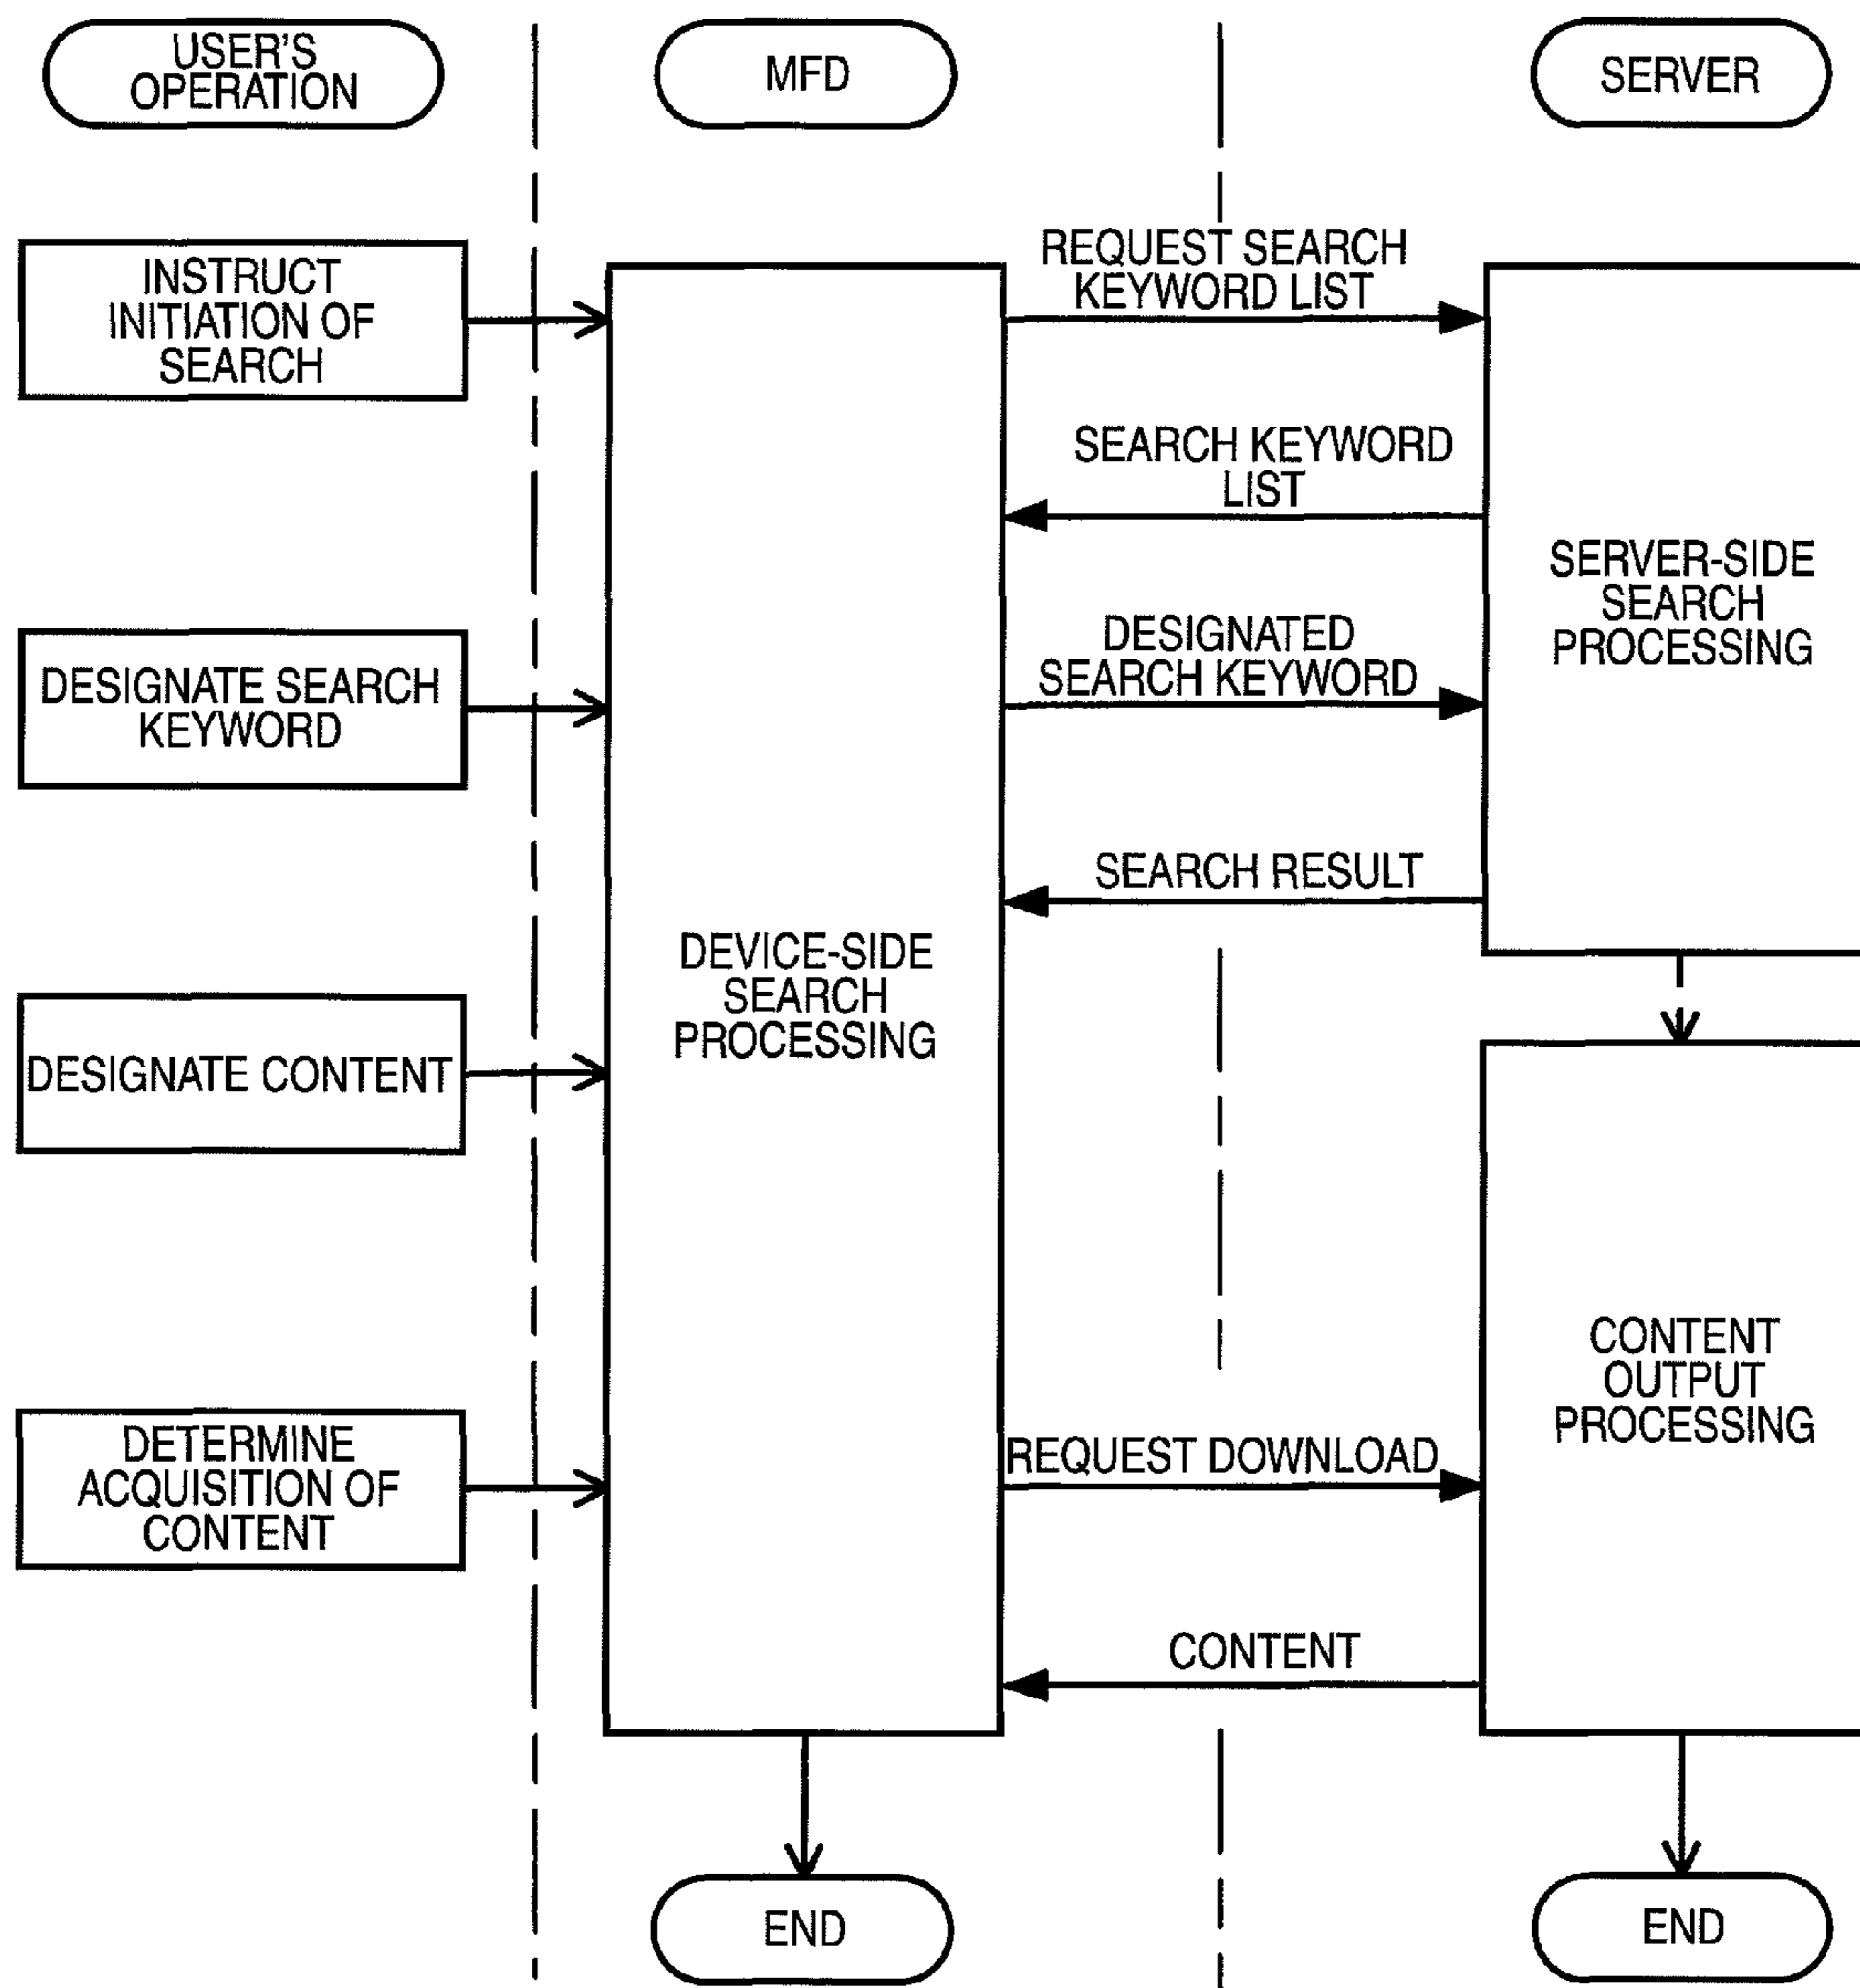 USER'S
OPERATION
MFD
SERVER
INSTRUCT
INITIATION OF
SEARCH
REQUEST SEARCH
KEYWORD LIST
SEARCH KEYWORD
LIST
SERVER-SIDE
SEARCH
PROCESSING
DESIGNATE SEARCH
KEYWORD
DESIGNATED
SEARCH KEYWORD
SEARCH RESULT
DEVICE-SIDE
SEARCH
PROCESSING
DESIGNATE CONTENT
CONTENT
OUTPUT
PROCESSING
DETERMINE
ACQUISITION OF
CONTENT
REQUEST DOWNLOAD
CONTENT
END
END